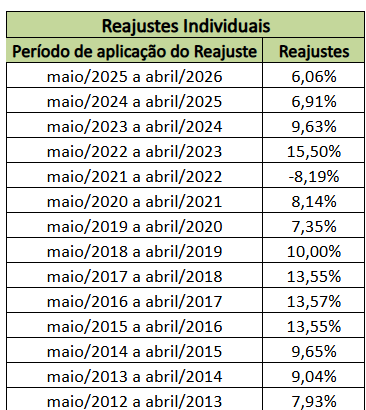 Reajustes Individuais
Período de aplicação do Reajuste Reajustes
maio/2025 a abril/2026 6,06%
maio/2024 a abril/2025 6,91%
maio/2023 a abril/2024 9,63%
maio/2022 a abril/2023 15,50%
maio/2021 a abril/2022 -8,19%
maio/2020 a abril/2021 8,14%
maio/2019 a abril/2020 7,35%
maio/2018 a abril/2019 10,00%
maio/2017 a abril/2018 13,55%
maio/2016 a abril/2017 13,57%
maio/2015 a abril/2016 13,55%
maio/2014 a abril/2015 9,65%
maio/2013 a abril/2014 9,04%
maio/2012 a abril/2013 7,93%